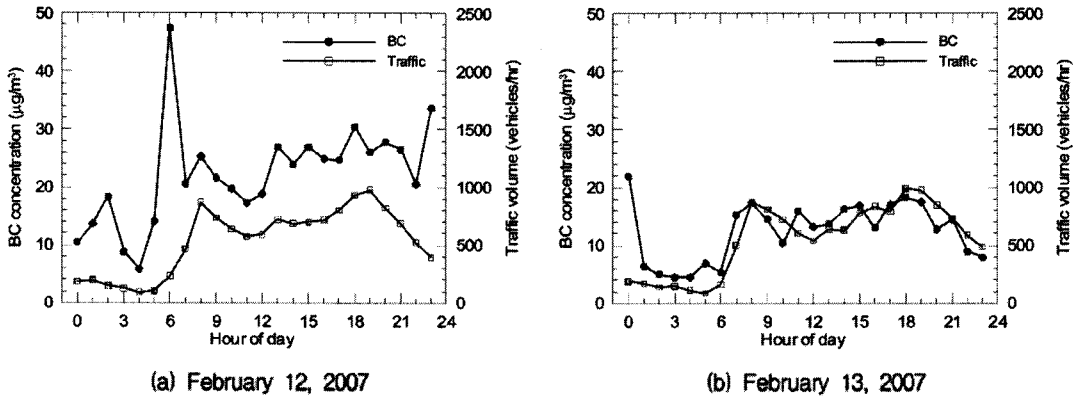 BC concentration (μg/m³)
50
40
30
20
10
0
BC
Traffic
2500
2000
1500
1000
500
0
Traffic volume (vehicles/hr)
0 3 6 9 12 15 18 21 24
Hour of day
(a) February 12, 2007
BC concentration (μg/m³)
50
40
30
20
10
0
BC
Traffic
2500
2000
1500
1000
500
0
Traffic volume (vehicles/hr)
0 3 6 9 12 15 18 21 24
Hour of day
(b) February 13, 2007